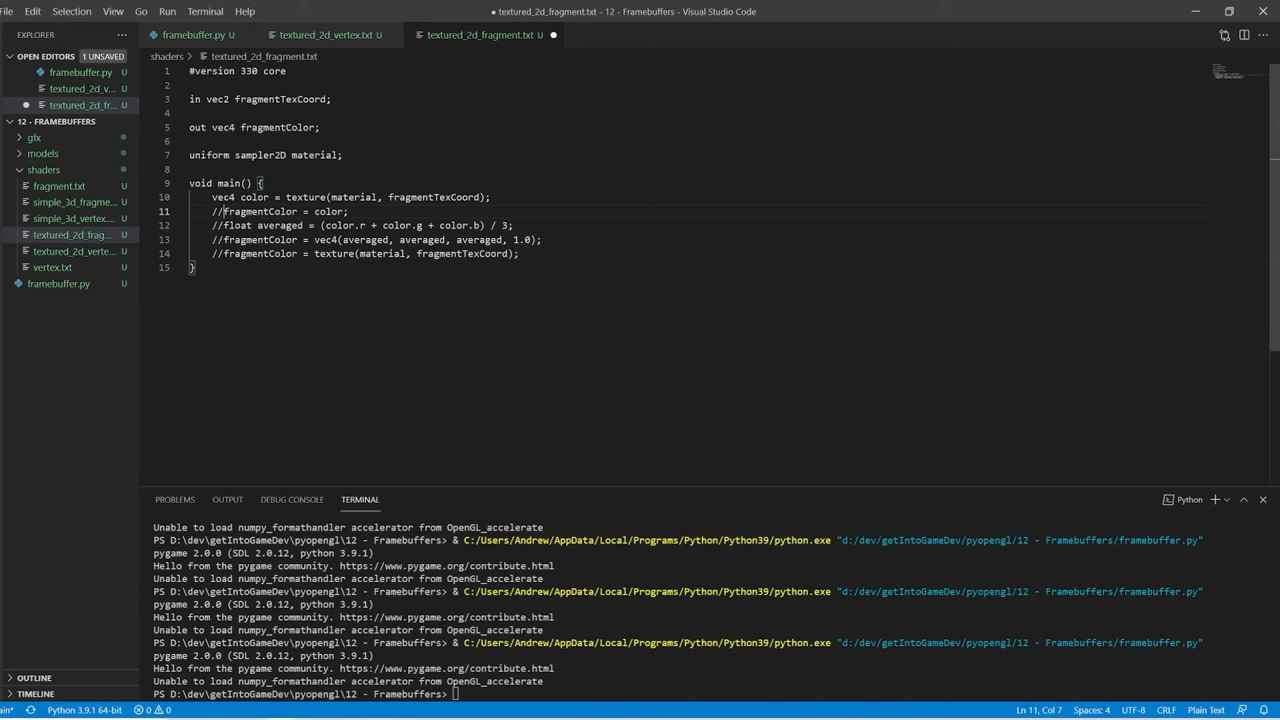 File Edit Selection View Go Run Terminal Help
● textured_2d_fragment.txt - 12 - Framebuffers - Visual Studio Code
EXPLORER ···
framebuffer.py U
textured_2d_vertex.txt U
textured_2d_fragment.txt U ●
OPEN EDITORS 1 UNSAVED
framebuffer.py U
textured_2d_v... U
● textured_2d_fr... U
12 - FRAMEBUFFERS
gfx
models
shaders
fragment.txt U
simple_3d_fragme... U
simple_3d_vertex.... U
textured_2d_frag... U
textured_2d_verte... U
vertex.txt U
framebuffer.py U
OUTLINE
TIMELINE
shaders > textured_2d_fragment.txt
1 #version 330 core
2
3 in vec2 fragmentTexCoord;
4
5 out vec4 fragmentColor;
6
7 uniform sampler2D material;
8
9 void main() {
10 vec4 color = texture(material, fragmentTexCoord);
11 //fragmentColor = color;
12 //float averaged = (color.r + color.g + color.b) / 3;
13 //fragmentColor = vec4(averaged, averaged, averaged, 1.0);
14 //fragmentColor = texture(material, fragmentTexCoord);
15 }
PROBLEMS OUTPUT DEBUG CONSOLE TERMINAL
Python
Unable to load numpy_formathandler accelerator from OpenGL_accelerate
PS D:\dev\getIntoGameDev\pyopengl\12 - Framebuffers> & C:/Users/Andrew/AppData/Local/Programs/Python/Python39/python.exe "d:/dev/getIntoGameDev/pyopengl/12 - Framebuffers/framebuffer.py"
pygame 2.0.0 (SDL 2.0.12, python 3.9.1)
Hello from the pygame community. https://www.pygame.org/contribute.html
Unable to load numpy_formathandler accelerator from OpenGL_accelerate
PS D:\dev\getIntoGameDev\pyopengl\12 - Framebuffers> & C:/Users/Andrew/AppData/Local/Programs/Python/Python39/python.exe "d:/dev/getIntoGameDev/pyopengl/12 - Framebuffers/framebuffer.py"
pygame 2.0.0 (SDL 2.0.12, python 3.9.1)
Hello from the pygame community. https://www.pygame.org/contribute.html
Unable to load numpy_formathandler accelerator from OpenGL_accelerate
PS D:\dev\getIntoGameDev\pyopengl\12 - Framebuffers> & C:/Users/Andrew/AppData/Local/Programs/Python/Python39/python.exe "d:/dev/getIntoGameDev/pyopengl/12 - Framebuffers/framebuffer.py"
pygame 2.0.0 (SDL 2.0.12, python 3.9.1)
Hello from the pygame community. https://www.pygame.org/contribute.html
Unable to load numpy_formathandler accelerator from OpenGL_accelerate
PS D:\dev\getIntoGameDev\pyopengl\12 - Framebuffers>
ain* Python 3.9.1 64-bit 0 0
Ln 11, Col 7 Spaces: 4 UTF-8 CRLF Plain Text